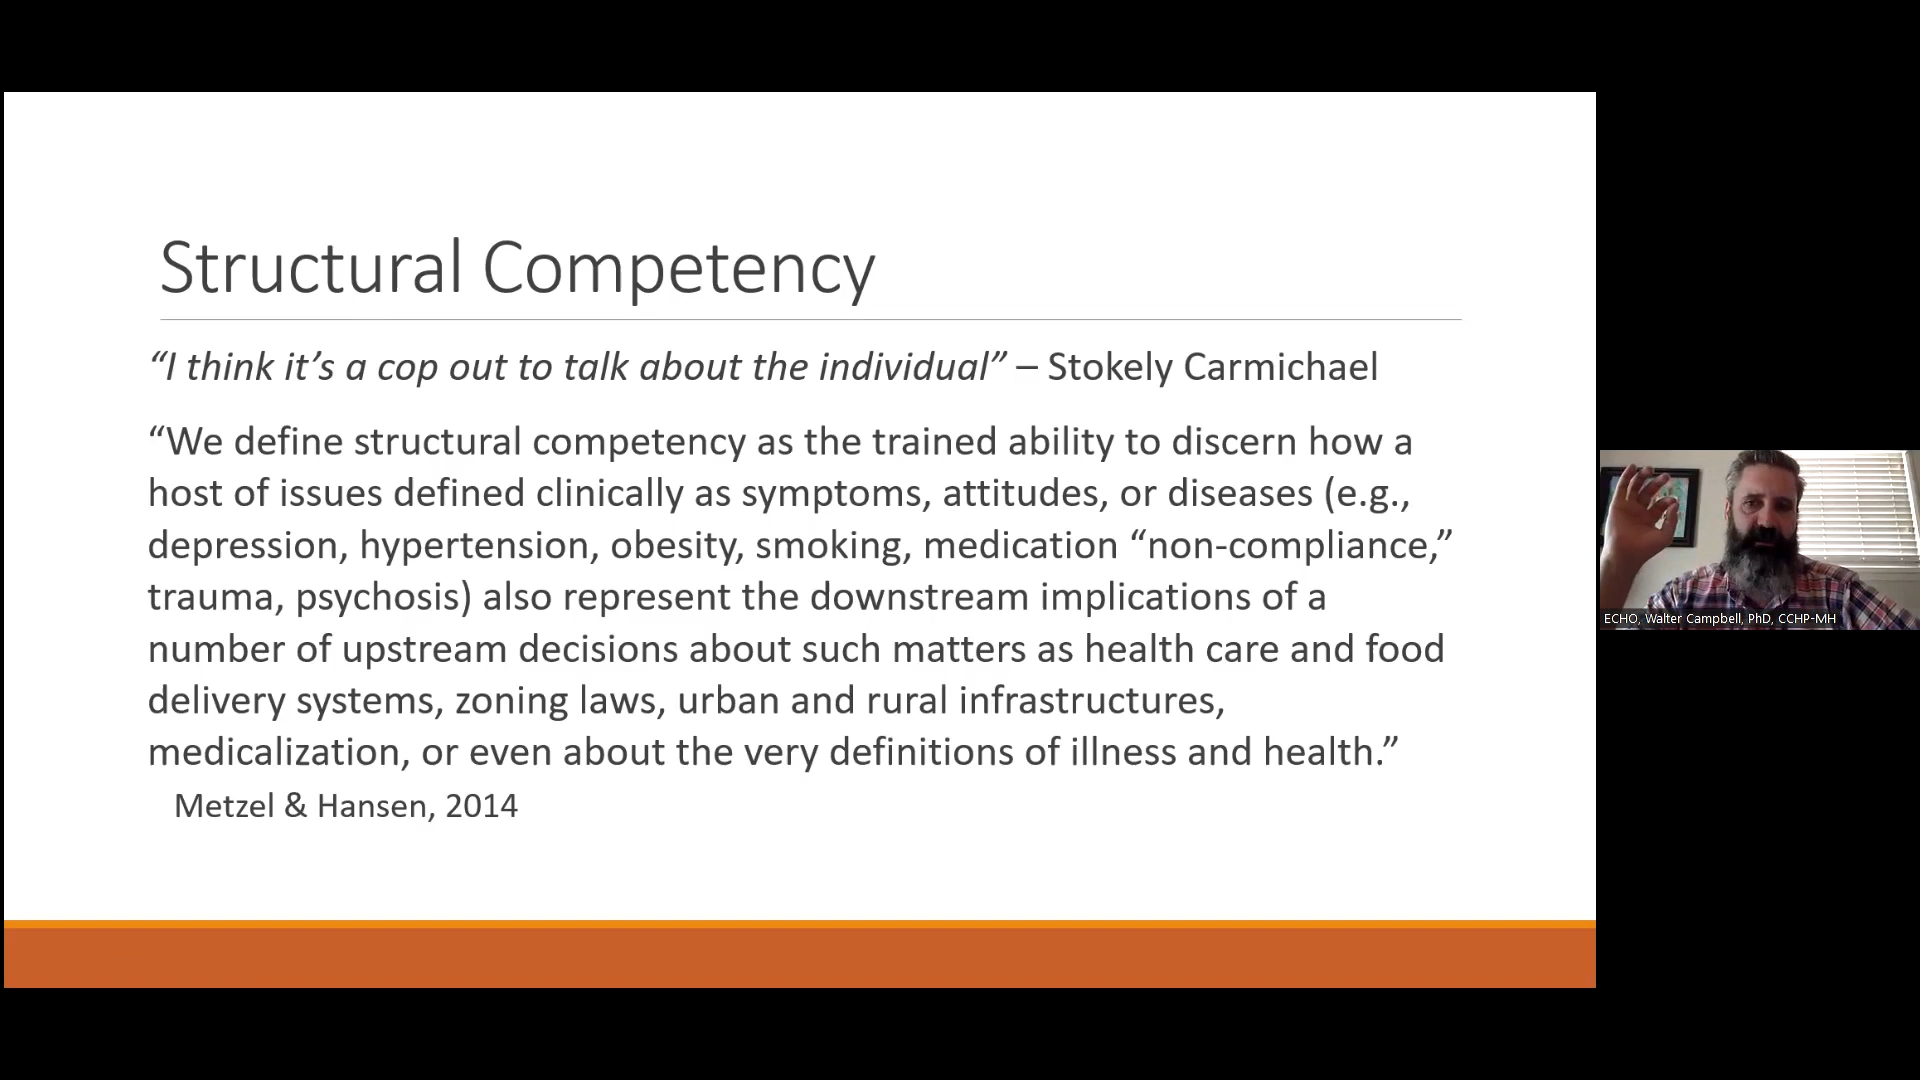 Structural Competency
“I think it’s a cop out to talk about the individual” – Stokely Carmichael
“We define structural competency as the trained ability to discern how a
host of issues defined clinically as symptoms, attitudes, or diseases (e.g.,
depression, hypertension, obesity, smoking, medication “non-compliance,”
trauma, psychosis) also represent the downstream implications of a
number of upstream decisions about such matters as health care and food
delivery systems, zoning laws, urban and rural infrastructures,
medicalization, or even about the very definitions of illness and health.”
Metzel & Hansen, 2014
ECHO, Walter Campbell, PhD, CCHP-MH